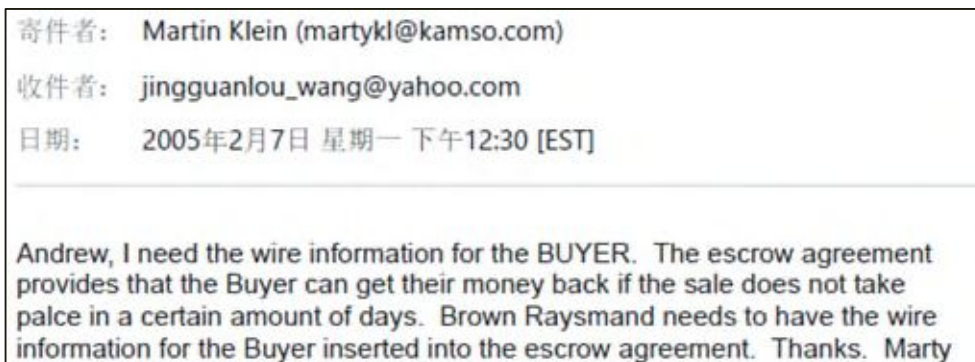 寄件者： Martin Klein (martykl@kamso.com)
收件者： jingguanlou_wang@yahoo.com
日期： 2005年2月7日 星期一 下午12:30 [EST]
Andrew, I need the wire information for the BUYER.  The escrow agreement
provides that the Buyer can get their money back if the sale does not take
palce in a certain amount of days.  Brown Raysmand needs to have the wire
information for the Buyer inserted into the escrow agreement.  Thanks.  Marty